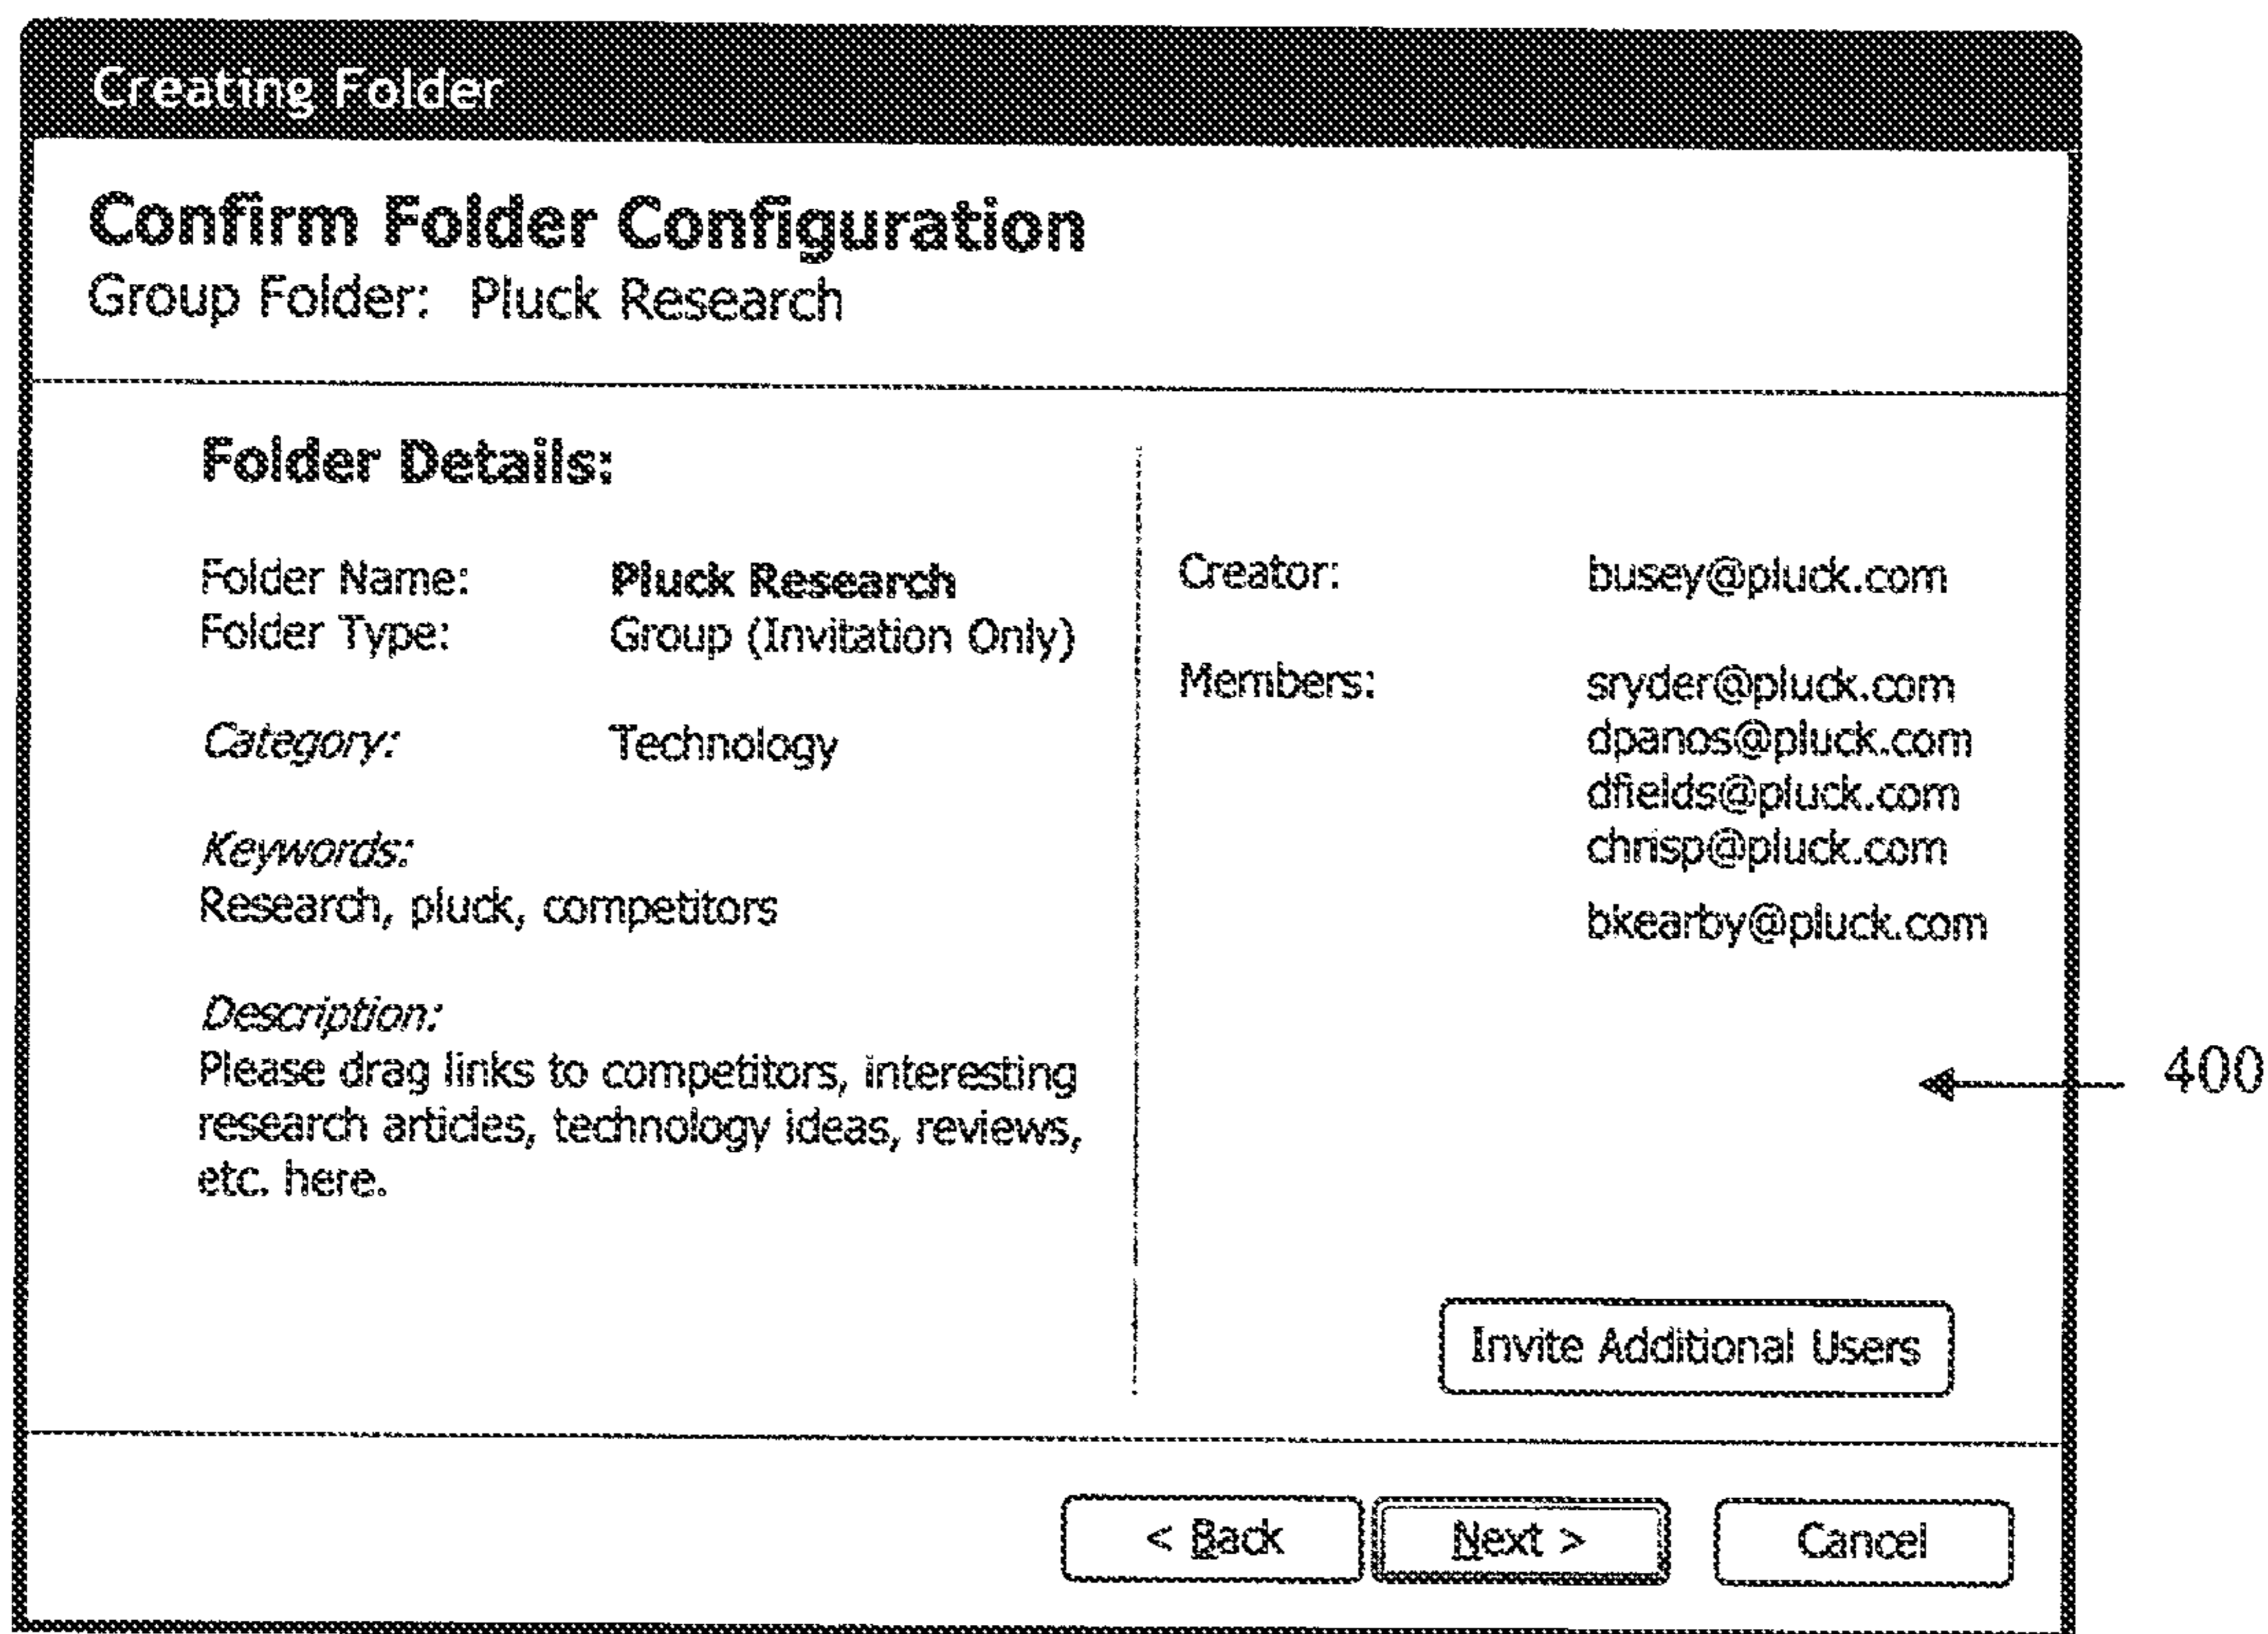 Creating Folder
Confirm Folder Configuration
Group Folder: Pluck Research
Folder Details:
Folder Name: Pluck Research
Folder Type: Group (Invitation Only)
Category: Technology
Keywords:
Research, pluck, competitors
Description:
Please drag links to competitors, interesting
research articles, technology ideas, reviews,
etc. here.
Creator: busey@pluck.com
Members: sryder@pluck.com
dpanos@pluck.com
dfields@pluck.com
chrisp@pluck.com
bkearby@pluck.com
400
Invite Additional Users
< Back
Next >
Cancel